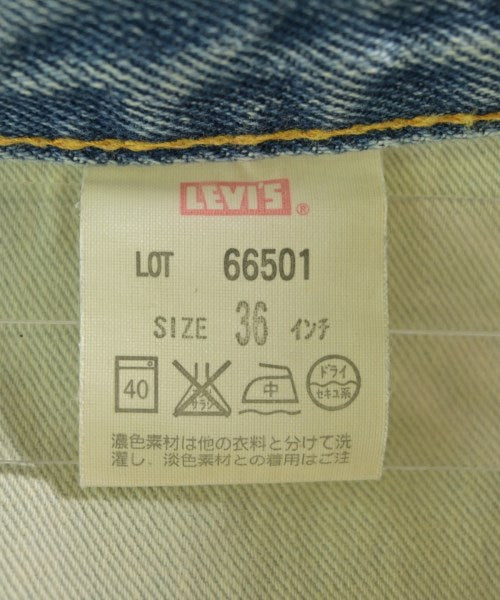 LEVI'S ®
LOT 66501
SIZE 36 インチ
40 エンソ サラシ 中 ドライ セキユ系
濃色素材は他の衣料と分けて洗
濯し、淡色素材との着用はご注